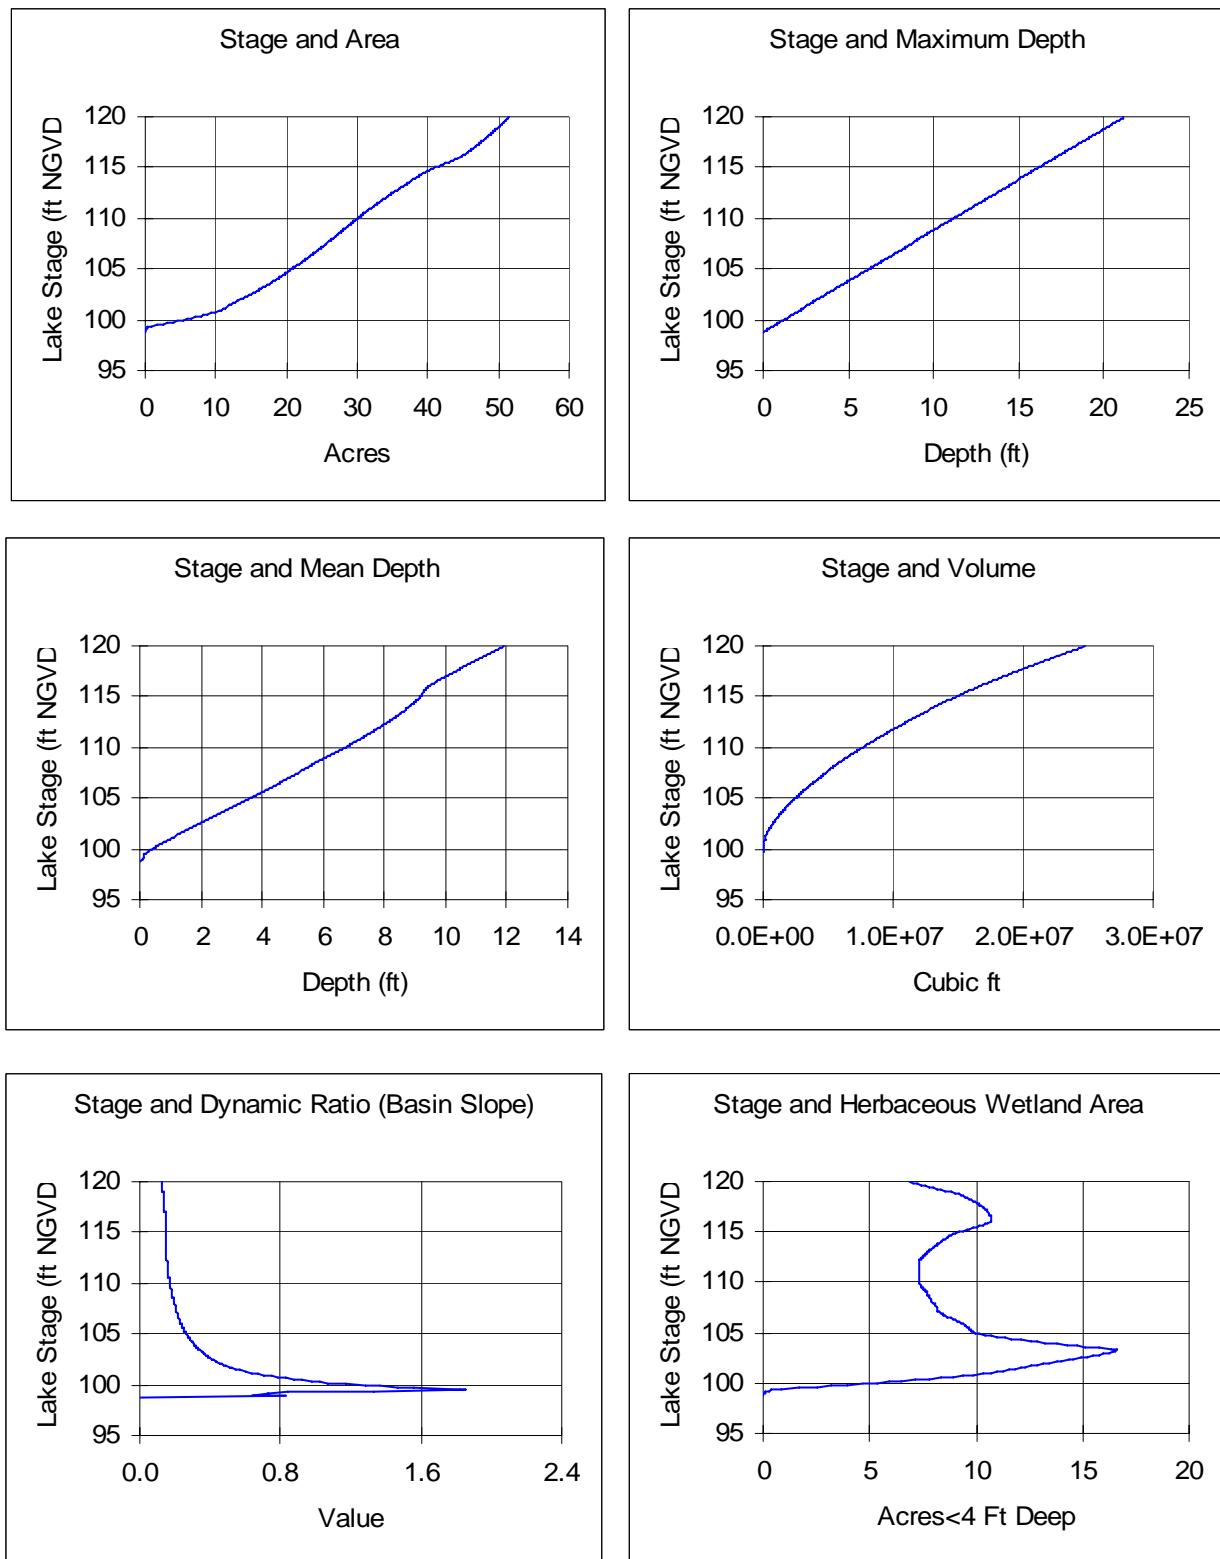 Stage and Area
Lake Stage (ft NGVD
120
115
110
105
100
95
0 10 20 30 40 50 60
Acres
Stage and Maximum Depth
Lake Stage (ft NGVD
120
115
110
105
100
95
0 5 10 15 20 25
Depth (ft)
Stage and Mean Depth
Lake Stage (ft NGVD
120
115
110
105
100
95
0 2 4 6 8 10 12 14
Depth (ft)
Stage and Volume
Lake Stage (ft NGVD
120
115
110
105
100
95
0.0E+00 1.0E+07 2.0E+07 3.0E+07
Cubic ft
Stage and Dynamic Ratio (Basin Slope)
Lake Stage (ft NGVD
120
115
110
105
100
95
0.0 0.8 1.6 2.4
Value
Stage and Herbaceous Wetland Area
Lake Stage (ft NGVD
120
115
110
105
100
95
0 5 10 15 20
Acres<4 Ft Deep